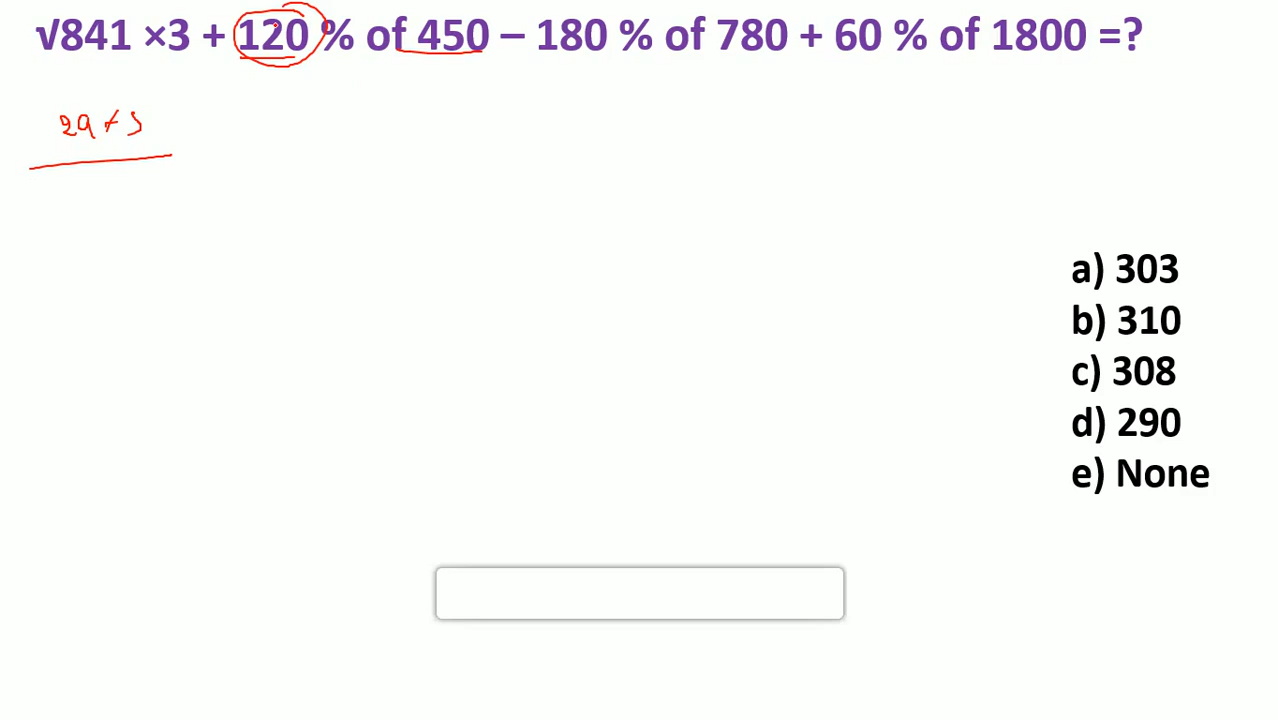 √841 ×3 + 120 % of 450 – 180 % of 780 + 60 % of 1800 =?
29 × 3
a) 303
b) 310
c) 308
d) 290
e) None